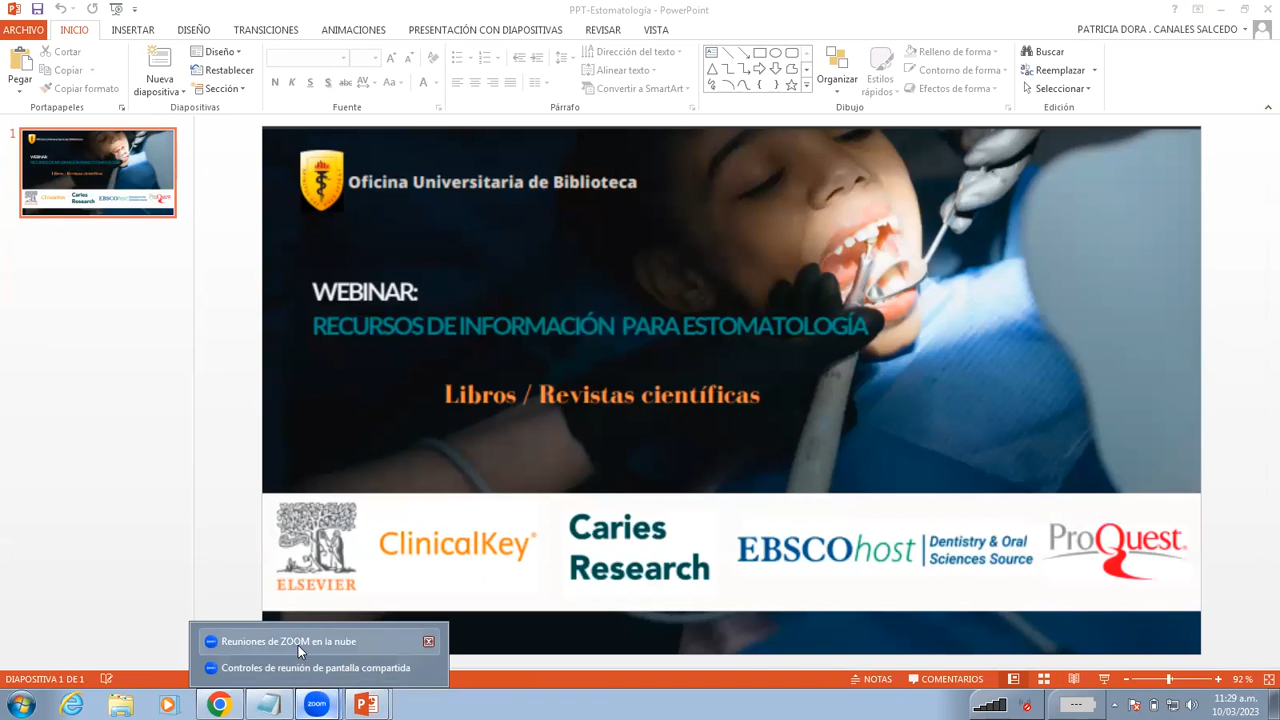 PPT-Estomatología - PowerPoint
ARCHIVO INICIO INSERTAR DISEÑO TRANSICIONES ANIMACIONES PRESENTACIÓN CON DIAPOSITIVAS REVISAR VISTA
PATRICIA DORA . CANALES SALCEDO
Pegar
Cortar
Copiar
Copiar formato
Portapapeles
Nueva
diapositiva
Diseño
Restablecer
Sección
Diapositivas
N K S S abc AV Aa A
Fuente
Dirección del texto
Alinear texto
Convertir a SmartArt
Párrafo
Organizar
Estilos
rápidos
Relleno de forma
Contorno de forma
Efectos de forma
Dibujo
Buscar
Reemplazar
Seleccionar
Edición
1
Oficina Universitaria de Biblioteca
WEBINAR:
RECURSOS DE INFORMACIÓN PARA ESTOMATOLOGÍA
Libros / Revistas científicas
ELSEVIER
ClinicalKey®
Caries
Research
EBSCOhost
Dentistry & Oral
Sciences Source
ProQuest
Reuniones de ZOOM en la nube
Controles de reunión de pantalla compartida
DIAPOSITIVA 1 DE 1
NOTAS COMENTARIOS 92 %
zoom
11:29 a.m.
10/03/2023